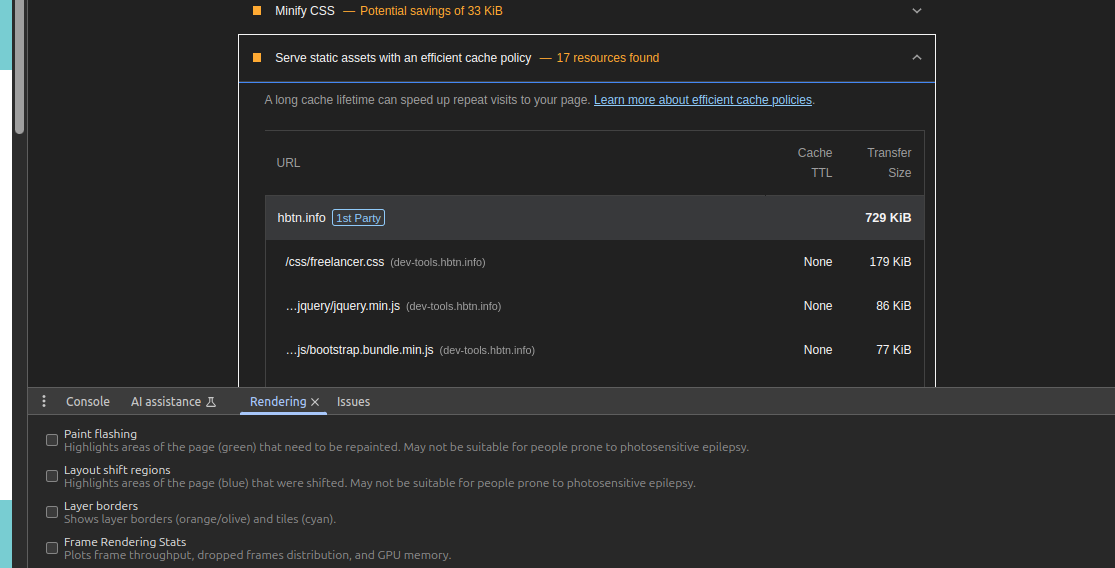 Minify CSS — Potential savings of 33 KiB
Serve static assets with an efficient cache policy — 17 resources found
A long cache lifetime can speed up repeat visits to your page. Learn more about efficient cache policies.
URL Cache TTL Transfer Size
hbtn.info 1st Party 729 KiB
/css/freelancer.css (dev-tools.hbtn.info) None 179 KiB
…jquery/jquery.min.js (dev-tools.hbtn.info) None 86 KiB
…js/bootstrap.bundle.min.js (dev-tools.hbtn.info) None 77 KiB
Console AI assistance Rendering Issues
Paint flashing
Highlights areas of the page (green) that need to be repainted. May not be suitable for people prone to photosensitive epilepsy.
Layout shift regions
Highlights areas of the page (blue) that were shifted. May not be suitable for people prone to photosensitive epilepsy.
Layer borders
Shows layer borders (orange/olive) and tiles (cyan).
Frame Rendering Stats
Plots frame throughput, dropped frames distribution, and GPU memory.